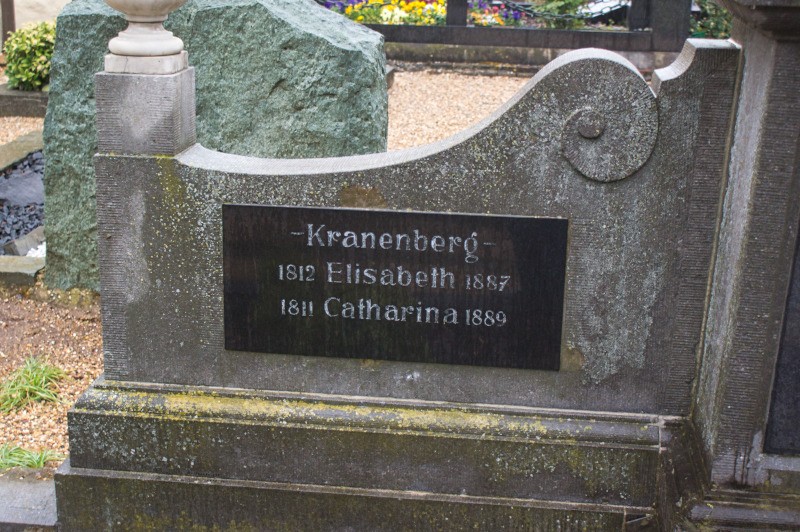 -Kranenberg-
1812 Elisabeth 1887
1811 Catharina 1889